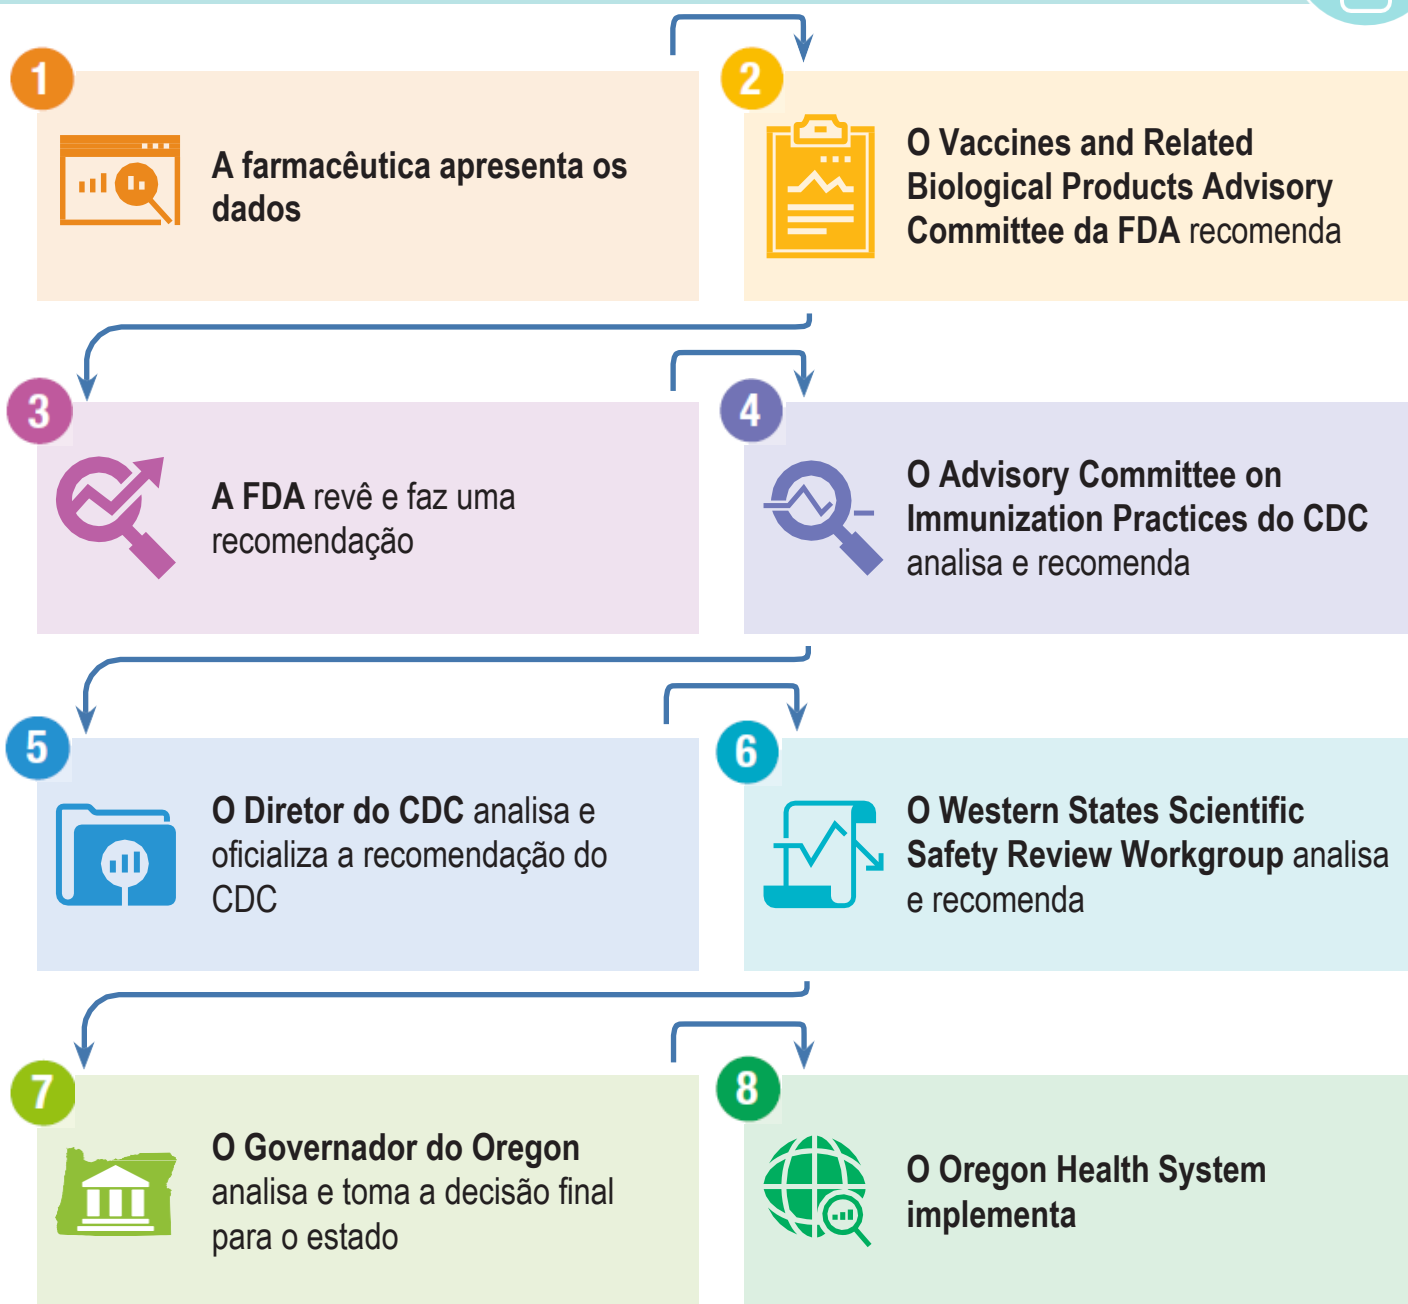 1
A farmacêutica apresenta os
dados
2
O Vaccines and Related
Biological Products Advisory
Committee da FDA recomenda
3
A FDA revê e faz uma
recomendação
4
O Advisory Committee on
Immunization Practices do CDC
analisa e recomenda
5
O Diretor do CDC analisa e
oficializa a recomendação do
CDC
6
O Western States Scientific
Safety Review Workgroup analisa
e recomenda
7
O Governador do Oregon
analisa e toma a decisão final
para o estado
8
O Oregon Health System
implementa